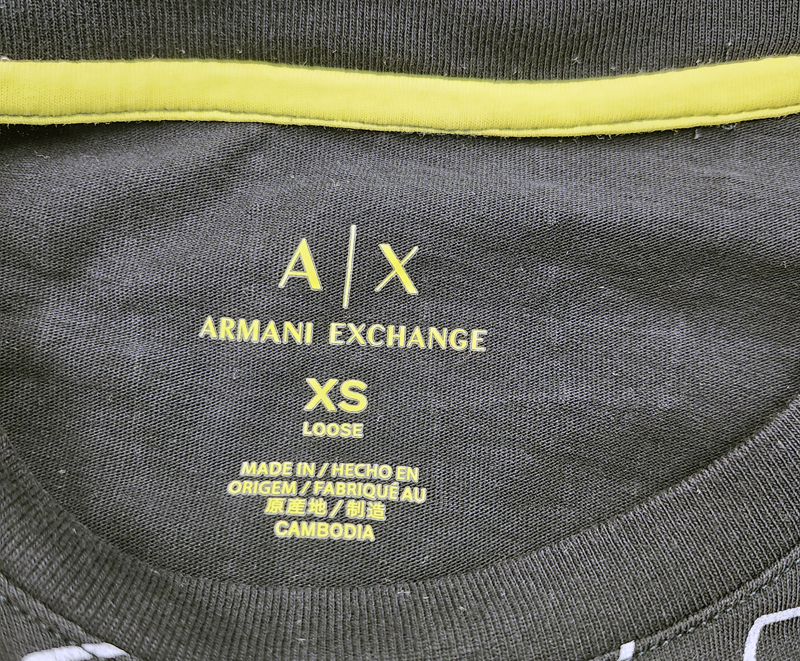 A|X
ARMANI EXCHANGE
XS
LOOSE
MADE IN / HECHO EN
ORIGEM / FABRIQUÉ AU
原産地 / 制造
CAMBODIA